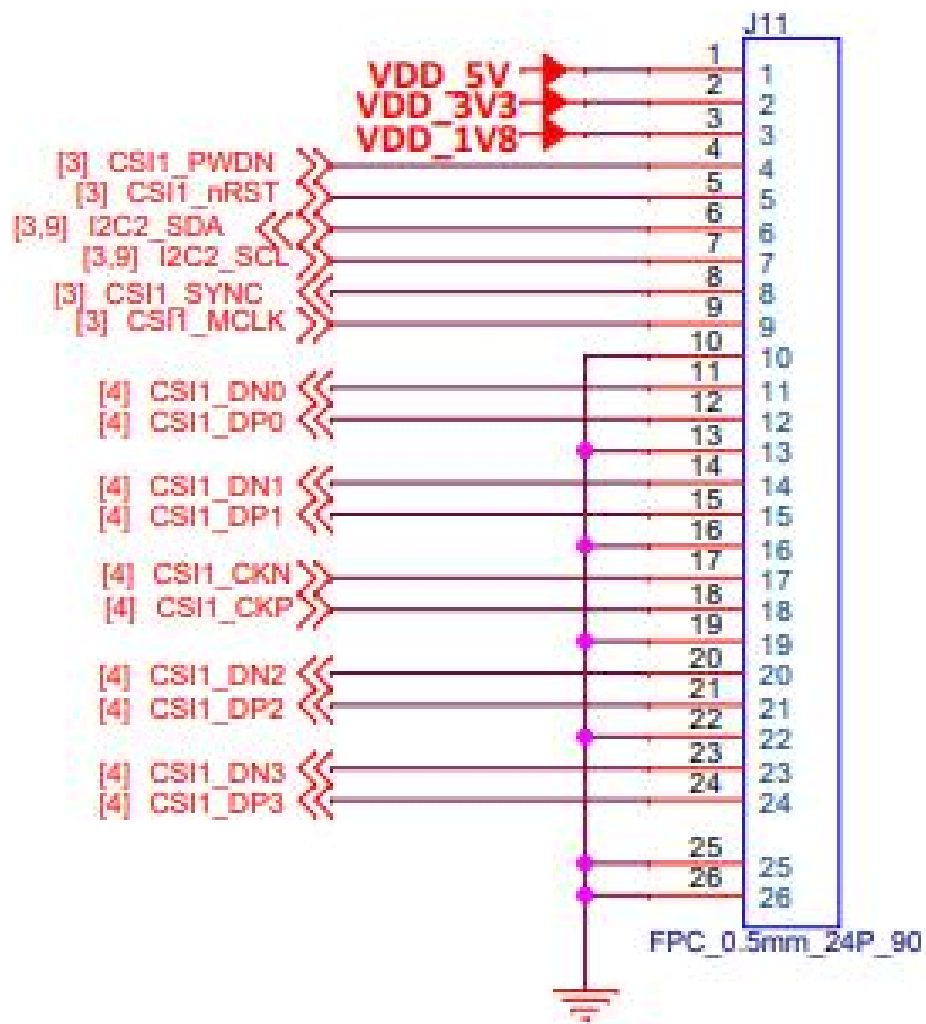 J11
VDD_5V 1 1
VDD_3V3 2 2
VDD_1V8 3 3
[3] CSI1_PWDN 4 4
[3] CSI1_nRST 5 5
[3,9] I2C2_SDA 6 6
[3,9] I2C2_SCL 7 7
[3] CSI1_SYNC 8 8
[3] CSI1_MCLK 9 9
10 10
[4] CSI1_DN0 11 11
[4] CSI1_DP0 12 12
13 13
[4] CSI1_DN1 14 14
[4] CSI1_DP1 15 15
16 16
[4] CSI1_CKN 17 17
[4] CSI1_CKP 18 18
19 19
[4] CSI1_DN2 20 20
[4] CSI1_DP2 21 21
22 22
[4] CSI1_DN3 23 23
[4] CSI1_DP3 24 24
25 25
26 26
FPC_0.5mm_24P_90